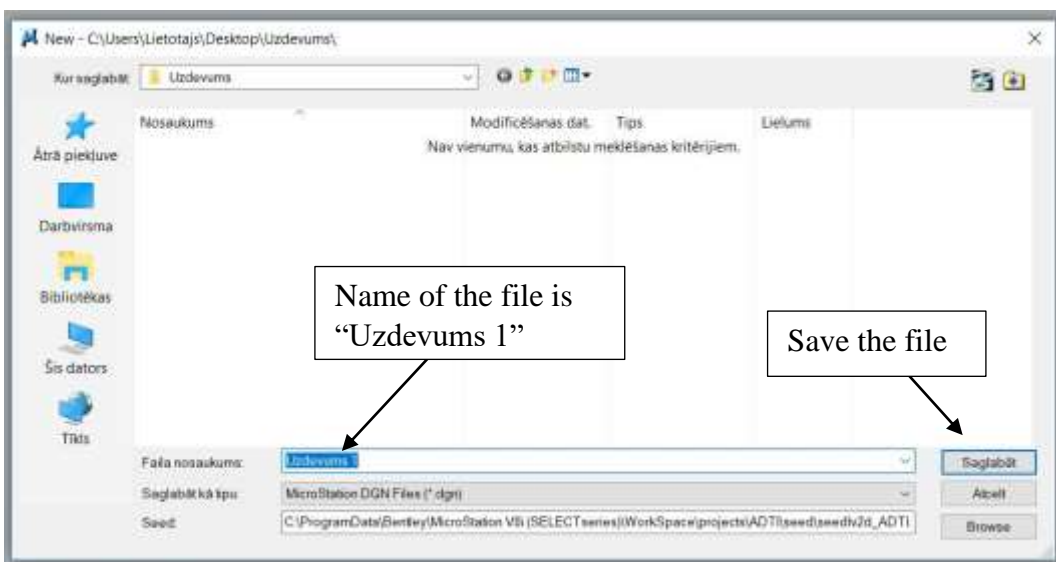 New - C:\Users\Lietotajs\Desktop\Uzdevums\
Kur saglabāt: Uzdevums
Nosaukums Modificēšanas dat. Tips Lielums
Nav vienumu, kas atbilstu meklēšanas kritērijiem.
Ātrā piekļuve
Darbvirsma
Bibliotēkas
Šis dators
Tīkls
Name of the file is
“Uzdevums 1”
Save the file
Faila nosaukums: Uzdevums 1 Saglabāt
Saglabāt kā tipu: MicroStation DGN Files (*.dgn) Atcelt
Seed: C:\ProgramData\Bentley\MicroStation V8i (SELECTseries)\WorkSpace\projects\ADTI\seed\seediv2d_ADTI. Browse